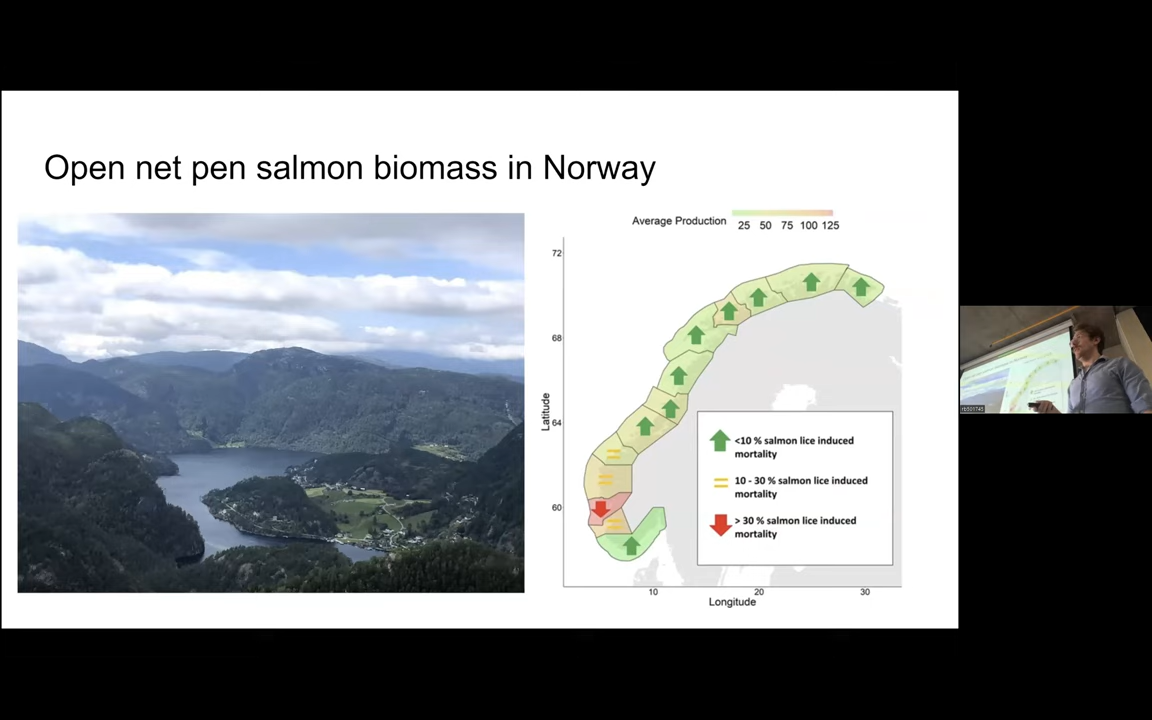 Open net pen salmon biomass in Norway
Average Production
25 50 75 100 125
72
68
64
60
Latitude
10 20 30
Longitude
<10 % salmon lice induced
mortality
10 - 30 % salmon lice induced
mortality
> 30 % salmon lice induced
mortality